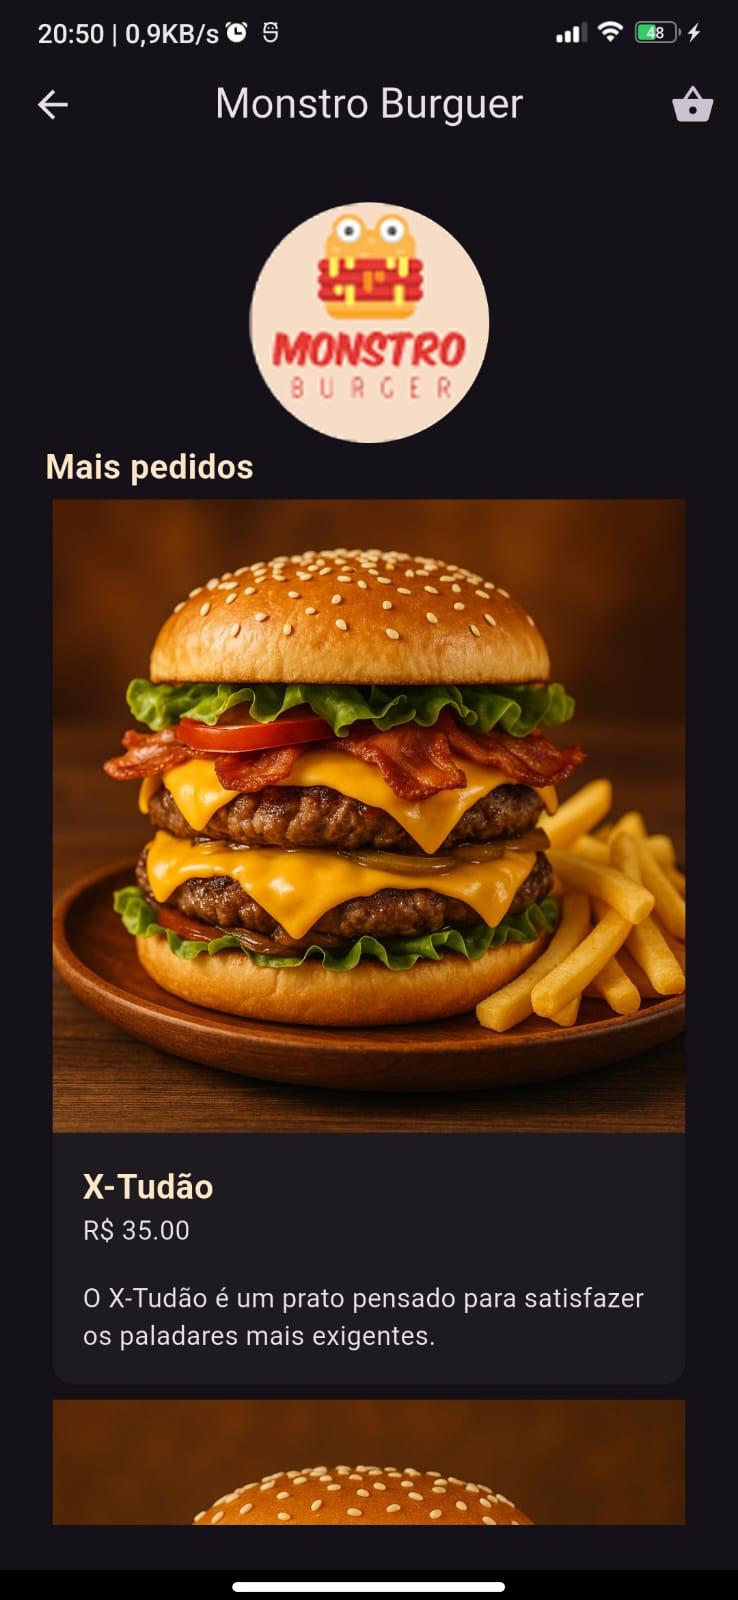 20:50 | 0,9KB/s
48
Monstro Burguer
MONSTRO
BURGER
Mais pedidos
X-Tudão
R$ 35.00
O X-Tudão é um prato pensado para satisfazer
os paladares mais exigentes.